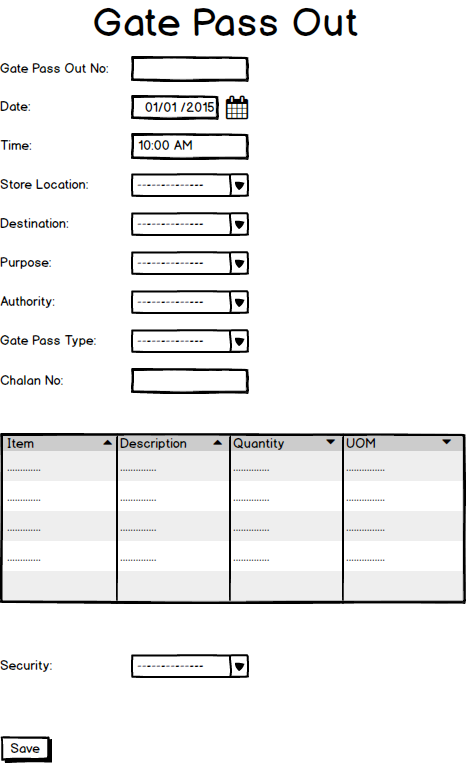 Gate Pass Out
Gate Pass Out No:
Date: 01/01 /2015
Time: 10:00 AM
Store Location: --------------
Destination: --------------
Purpose: --------------
Authority: --------------
Gate Pass Type: --------------
Chalan No:
Item Description Quantity UOM
.............. .............. .............. ..............
.............. .............. .............. ..............
.............. .............. .............. ..............
.............. .............. .............. ..............
Security: --------------
Save